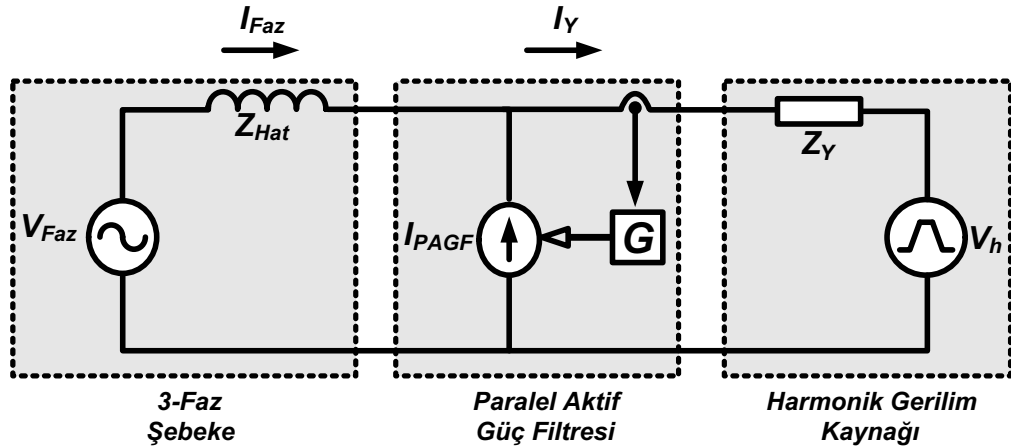 I_Faz
I_Y
Z_Hat
Z_Y
V_Faz
I_PAGF
G
V_h
3-Faz
Şebeke
Paralel Aktif
Güç Filtresi
Harmonik Gerilim
Kaynağı